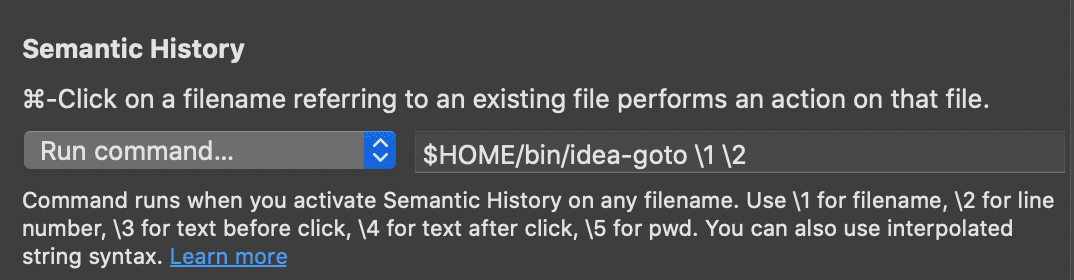 Semantic History
⌘-Click on a filename referring to an existing file performs an action on that file.
Run command... $HOME/bin/idea-goto \1 \2
Command runs when you activate Semantic History on any filename. Use \1 for filename, \2 for line
number, \3 for text before click, \4 for text after click, \5 for pwd. You can also use interpolated
string syntax. Learn more